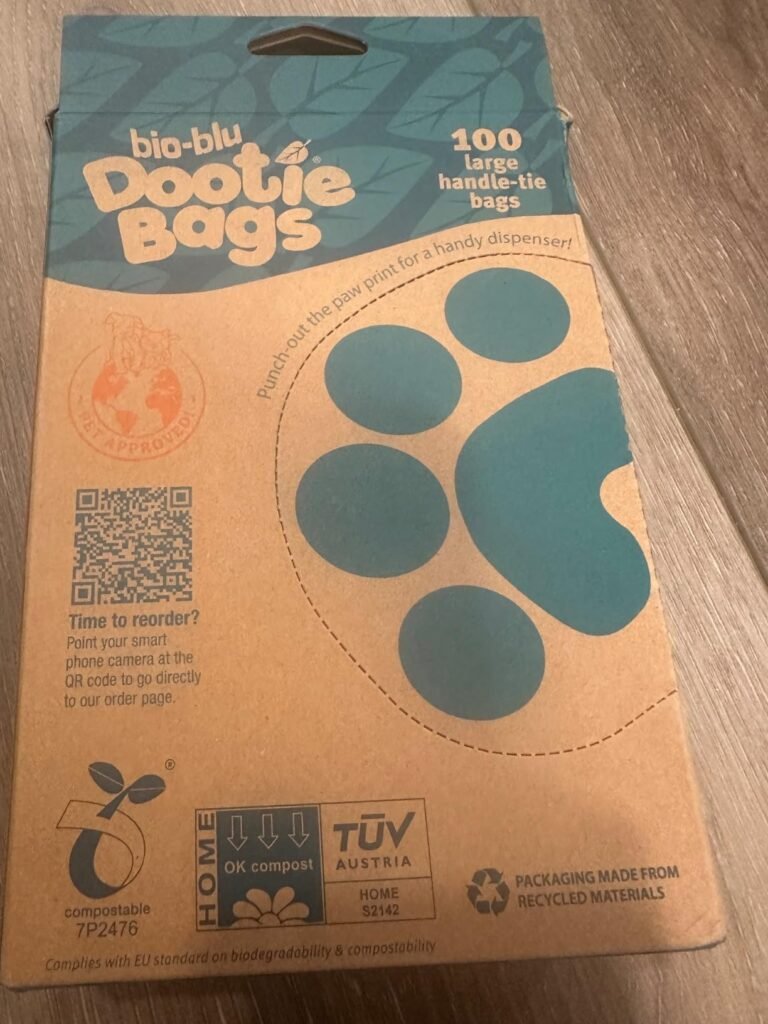 bio-blu
Dootie
Bags
®
100
large
handle-tie
bags
Punch-out the paw print for a handy dispenser!
PET APPROVED!
Time to reorder?
Point your smart
phone camera at the
QR code to go directly
to our order page.
®
compostable
7P2476
HOME
OK compost
TÜV
AUSTRIA
HOME
S2142
PACKAGING MADE FROM
RECYCLED MATERIALS
Complies with EU standard on biodegradability & compostability